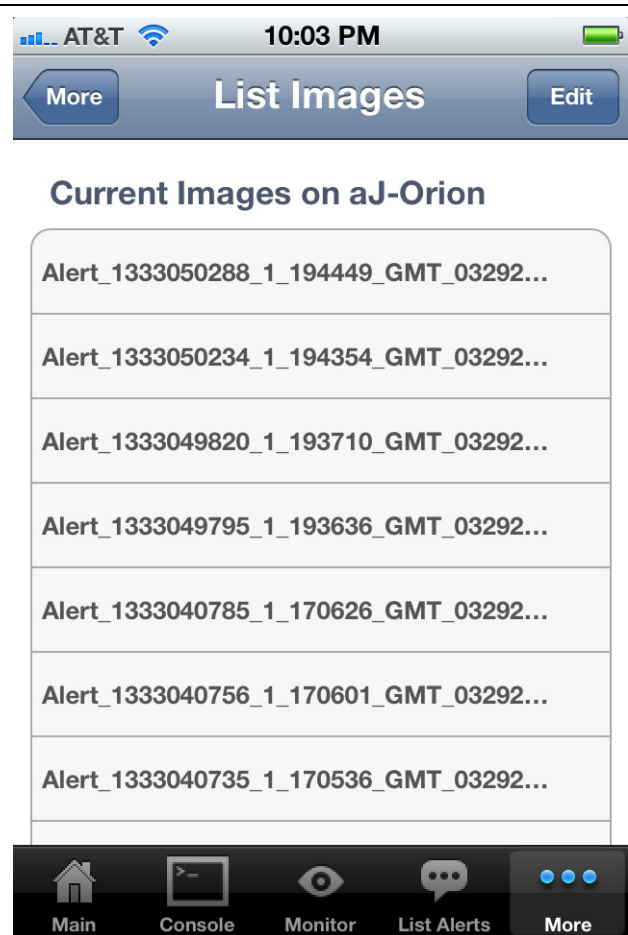 AT&T 10:03 PM
More List Images Edit
Current Images on aJ-Orion
Alert_1333050288_1_194449_GMT_03292...
Alert_1333050234_1_194354_GMT_03292...
Alert_1333049820_1_193710_GMT_03292...
Alert_1333049795_1_193636_GMT_03292...
Alert_1333040785_1_170626_GMT_03292...
Alert_1333040756_1_170601_GMT_03292...
Alert_1333040735_1_170536_GMT_03292...
Main Console Monitor List Alerts More